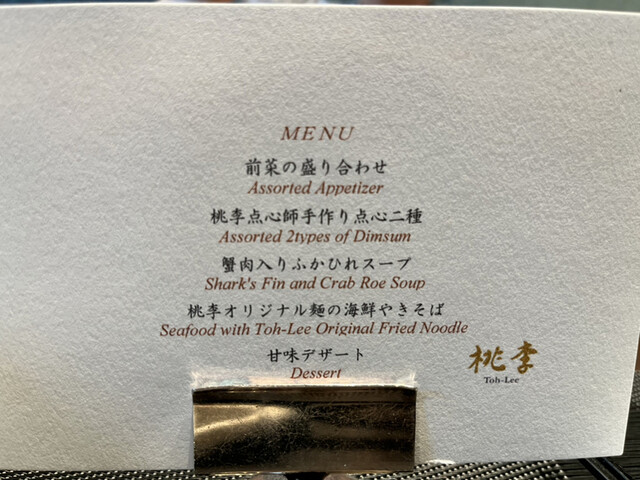 MENU
前菜の盛り合わせ
Assorted Appetizer
桃李点心師手作り点心二種
Assorted 2types of Dimsum
蟹肉入りふかひれスープ
Shark's Fin and Crab Roe Soup
桃李オリジナル麺の海鮮やきそば
Seafood with Toh-Lee Original Fried Noodle
甘味デザート
Dessert
桃李
Toh-Lee